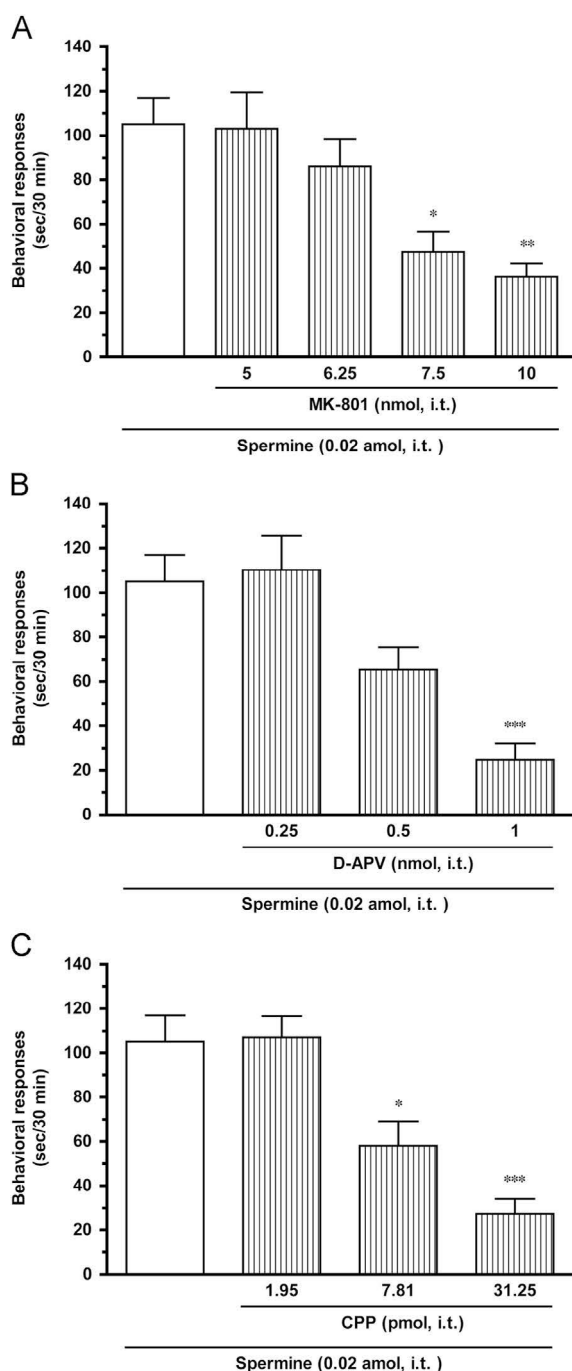 A
Behavioral responses
(sec/30 min)
140
120
100
80
60
40
20
0
*
**
5 6.25 7.5 10
MK-801 (nmol, i.t.)
Spermine (0.02 amol, i.t. )
B
Behavioral responses
(sec/30 min)
140
120
100
80
60
40
20
0
***
0.25 0.5 1
D-APV (nmol, i.t.)
Spermine (0.02 amol, i.t. )
C
Behavioral responses
(sec/30 min)
140
120
100
80
60
40
20
0
*
***
1.95 7.81 31.25
CPP (pmol, i.t.)
Spermine (0.02 amol, i.t. )